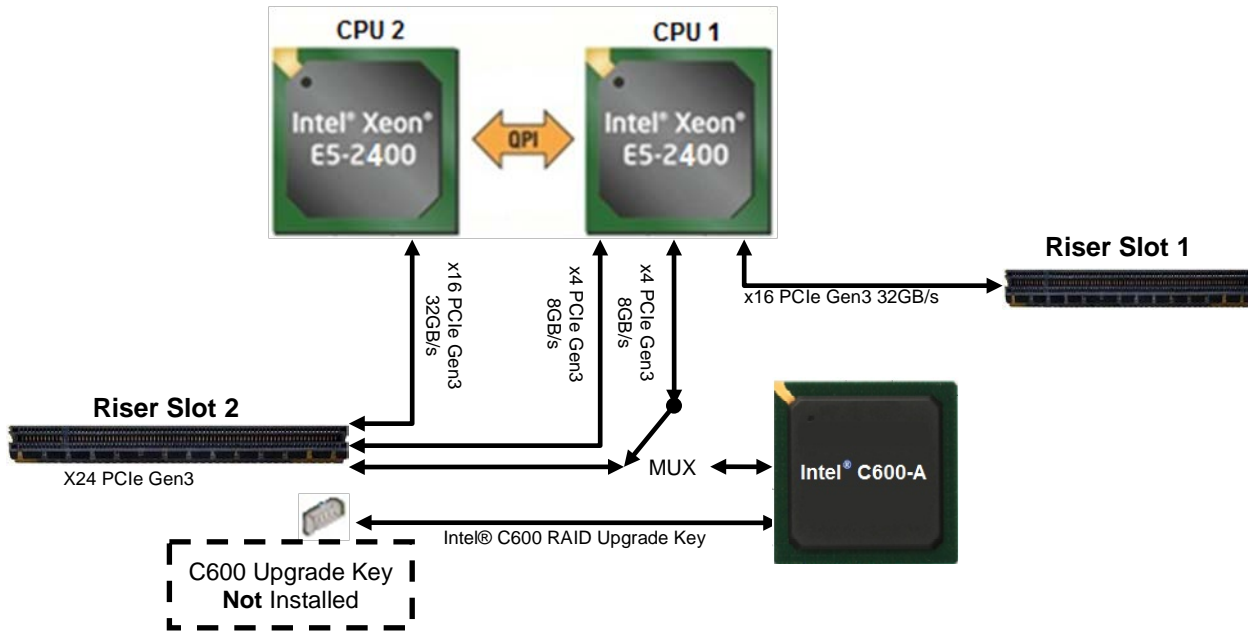 CPU 2
CPU 1
Intel® Xeon®
E5-2400
QPI
Intel® Xeon®
E5-2400
Riser Slot 1
x16 PCIe Gen3
32GB/s
x4 PCIe Gen3
8GB/s
x4 PCIe Gen3
8GB/s
x16 PCIe Gen3 32GB/s
Riser Slot 2
X24 PCIe Gen3
MUX
Intel® C600-A
Intel® C600 RAID Upgrade Key
C600 Upgrade Key
Not Installed